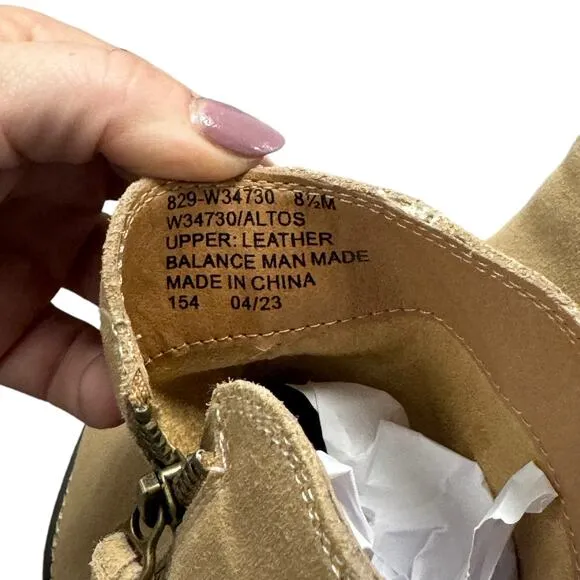 829-W34730 8½M
W34730/ALTOS
UPPER: LEATHER
BALANCE MAN MADE
MADE IN CHINA
154 04/23